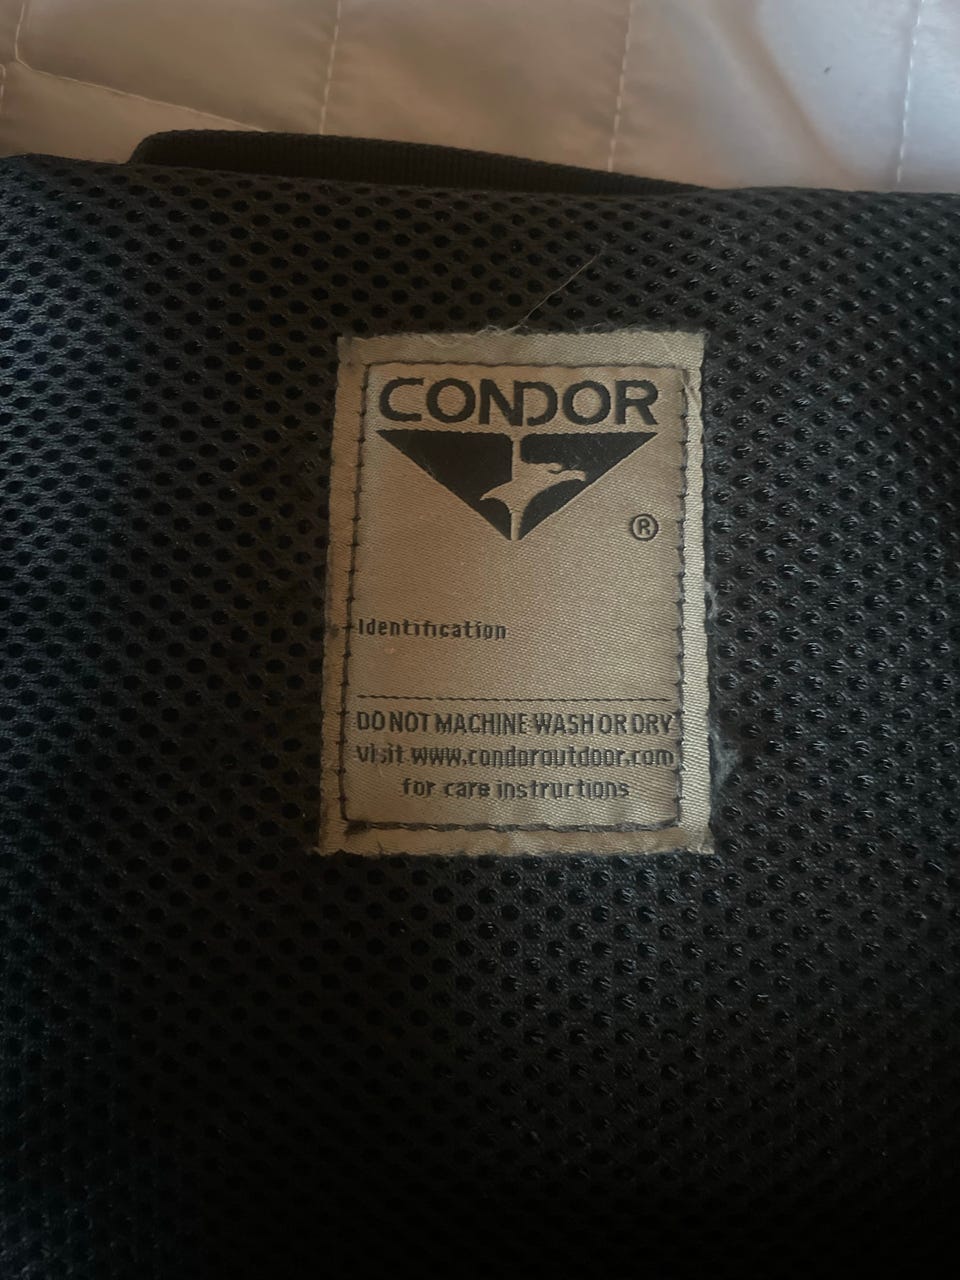 CONDOR
®
Identification
DO NOT MACHINE WASH OR DRY
visit www.condoroutdoor.com
for care instructions